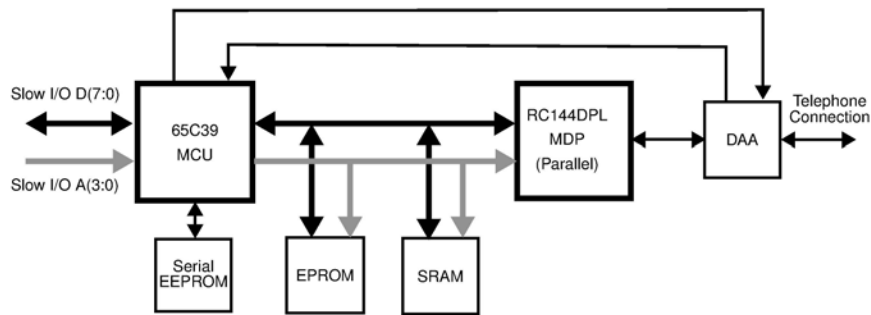 Slow I/O D(7:0)
Slow I/O A(3:0)
65C39
MCU
RC144DPL
MDP
(Parallel)
DAA
Telephone
Connection
Serial
EEPROM
EPROM
SRAM